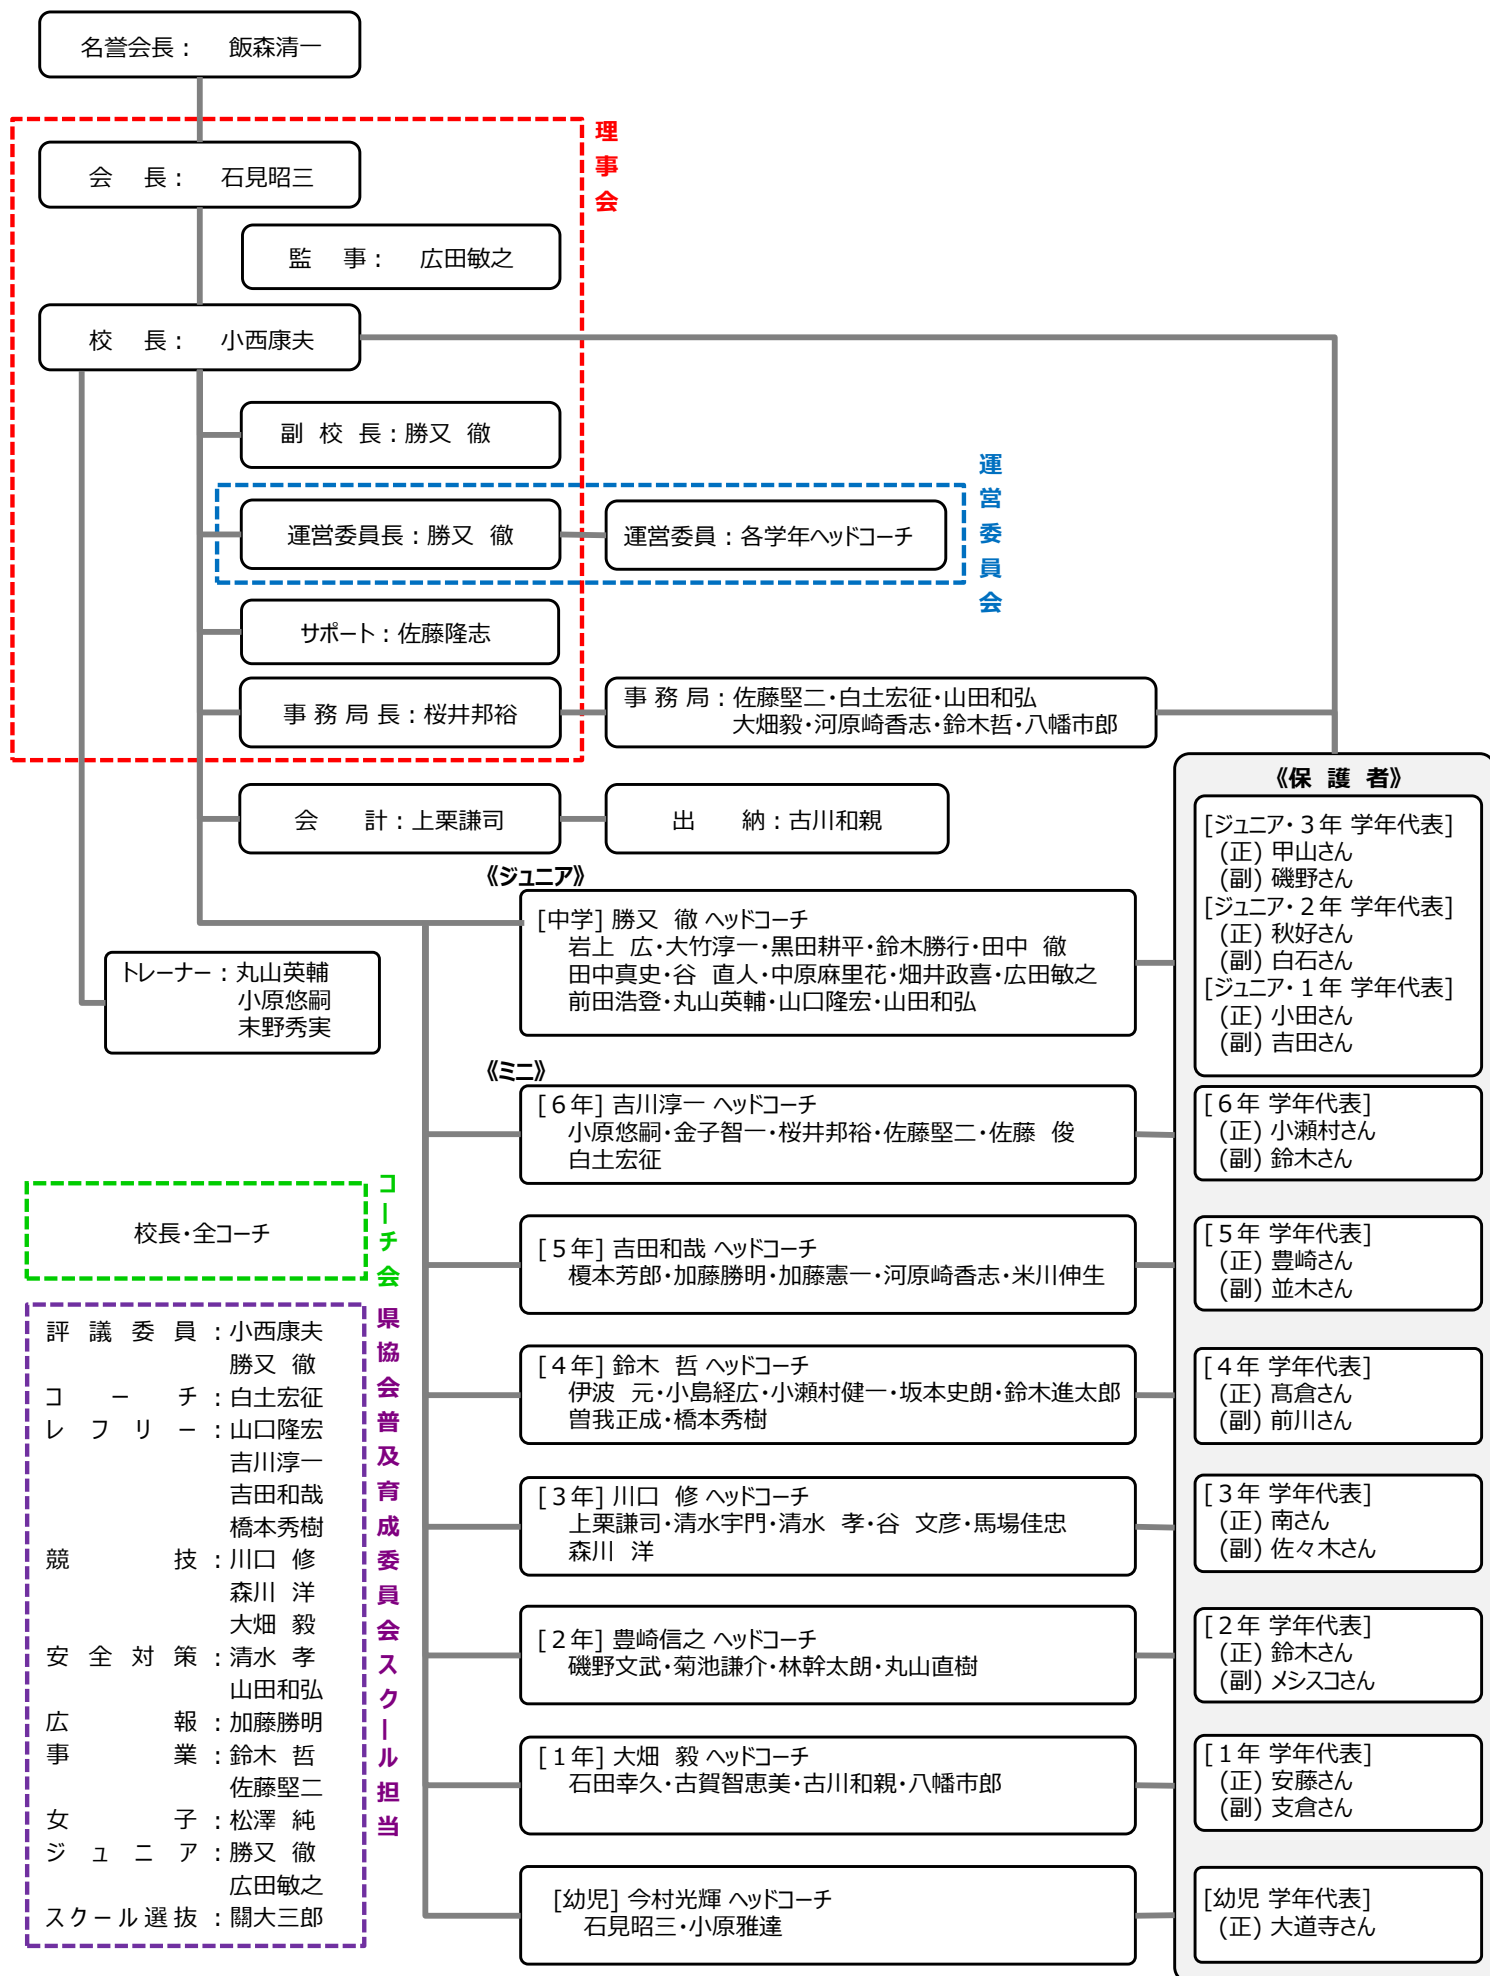 名誉会長： 飯森清一
理事会
会 長： 石見昭三
監 事： 広田敏之
校 長： 小西康夫
副 校 長：勝又 徹
運営委員会
運営委員長：勝又 徹
運営委員：各学年ヘッドコーチ
サポート：佐藤隆志
事 務 局 長：桜井邦裕
事 務 局：佐藤堅二・白土宏征・山田和弘
大畑毅・河原崎香志・鈴木哲・八幡市郎
会 計：上栗謙司
出 納：古川和親
トレーナー：丸山英輔
小原悠嗣
末野秀実
《ジュニア》
[中学] 勝又 徹 ヘッドコーチ
岩上 広・大竹淳一・黒田耕平・鈴木勝行・田中 徹
田中真史・谷 直人・中原麻里花・畑井政喜・広田敏之
前田浩登・丸山英輔・山口隆宏・山田和弘
《ミニ》
[６年] 吉川淳一 ヘッドコーチ
小原悠嗣・金子智一・桜井邦裕・佐藤堅二・佐藤 俊
白土宏征
[５年] 吉田和哉 ヘッドコーチ
榎本芳郎・加藤勝明・加藤憲一・河原崎香志・米川伸生
[４年] 鈴木 哲 ヘッドコーチ
伊波 元・小島経広・小瀬村健一・坂本史朗・鈴木進太郎
曽我正成・橋本秀樹
[３年] 川口 修 ヘッドコーチ
上栗謙司・清水宇門・清水 孝・谷 文彦・馬場佳忠
森川 洋
[２年] 豊崎信之 ヘッドコーチ
磯野文武・菊池謙介・林幹太朗・丸山直樹
[１年] 大畑 毅 ヘッドコーチ
石田幸久・古賀智恵美・古川和親・八幡市郎
[幼児] 今村光輝 ヘッドコーチ
石見昭三・小原雅達
《保 護 者》
[ジュニア・３年 学年代表]
(正) 甲山さん
(副) 磯野さん
[ジュニア・２年 学年代表]
(正) 秋好さん
(副) 白石さん
[ジュニア・１年 学年代表]
(正) 小田さん
(副) 吉田さん
[６年 学年代表]
(正) 小瀬村さん
(副) 鈴木さん
[５年 学年代表]
(正) 豊崎さん
(副) 並木さん
[４年 学年代表]
(正) 髙倉さん
(副) 前川さん
[３年 学年代表]
(正) 南さん
(副) 佐々木さん
[２年 学年代表]
(正) 鈴木さん
(副) メシスコさん
[１年 学年代表]
(正) 安藤さん
(副) 支倉さん
[幼児 学年代表]
(正) 大道寺さん
コーチ会
校長・全コーチ
県協会普及育成委員会スクール担当
評 議 委 員：小西康夫
勝又 徹
コ ー チ：白土宏征
レ フ リ ー：山口隆宏
吉川淳一
吉田和哉
橋本秀樹
競 技：川口 修
森川 洋
大畑 毅
安 全 対 策：清水 孝
山田和弘
広 報：加藤勝明
事 業：鈴木 哲
佐藤堅二
女 子：松澤 純
ジ ュ ニ ア：勝又 徹
広田敏之
スクール選抜：關大三郎